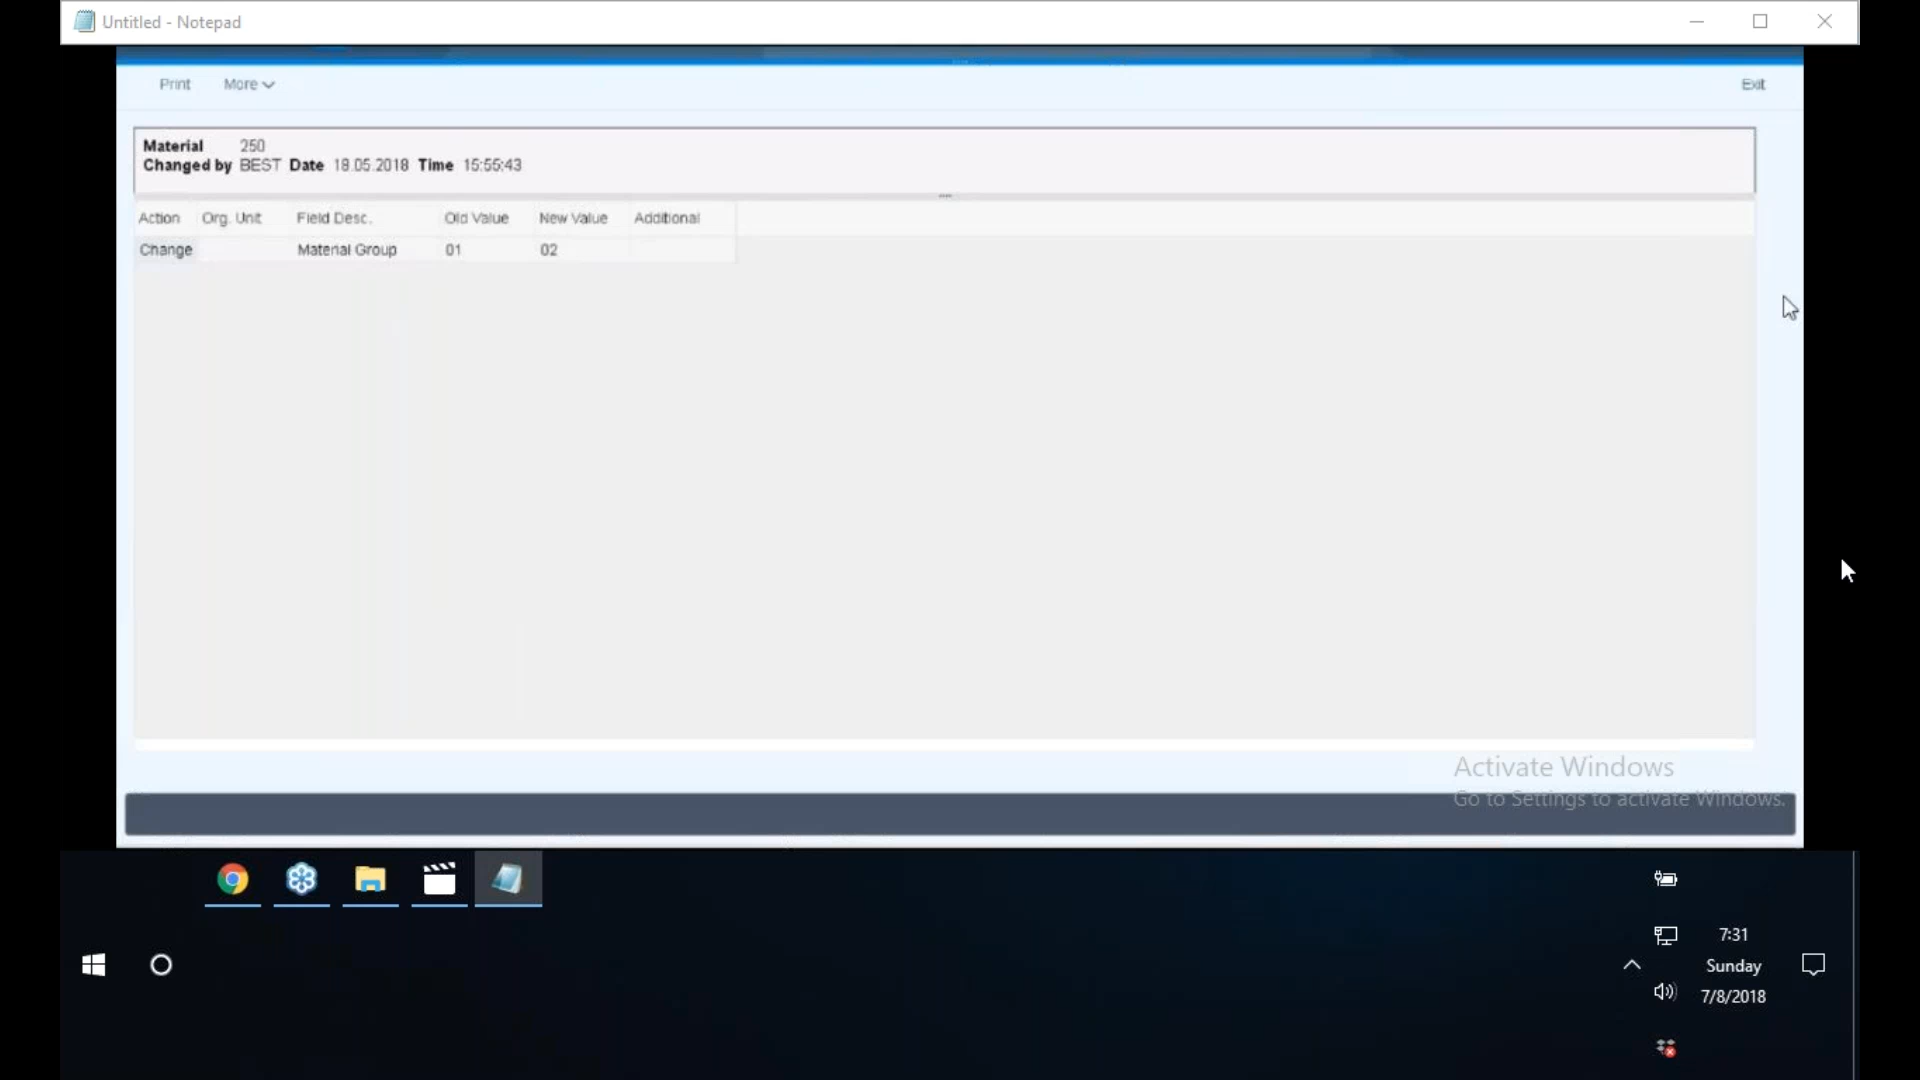 Untitled - Notepad
Print More Exit
Material 250
Changed by BEST Date 18.05.2018 Time 15:55:43
Action Org. Unit Field Desc. Old Value New Value Additional
Change Material Group 01 02
Activate Windows
Go to Settings to activate Windows.
7:31
Sunday
7/8/2018